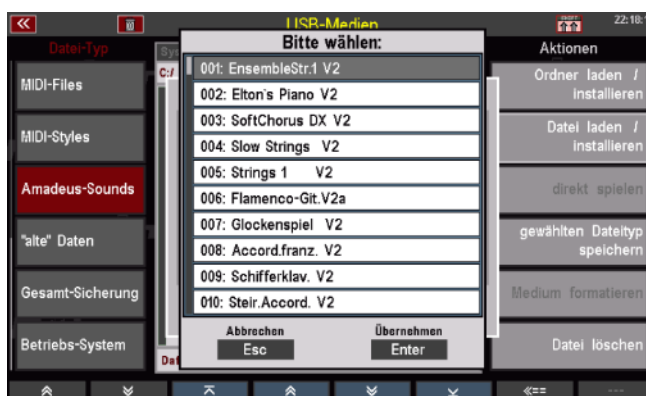 USB-Medien
22:18:
Datei-Typ
MIDI-Files
MIDI-Styles
Amadeus-Sounds
"alte" Daten
Gesamt-Sicherung
Betriebs-System
Sys
C:/
Dat
Bitte wählen:
001: EnsembleStr.1 V2
002: Elton's Piano V2
003: SoftChorus DX V2
004: Slow Strings V2
005: Strings 1 V2
006: Flamenco-Git.V2a
007: Glockenspiel V2
008: Accord.franz. V2
009: Schifferklav. V2
010: Steir.Accord. V2
Abbrechen
Esc
Übernehmen
Enter
Aktionen
Ordner laden /
installieren
Datei laden /
installieren
direkt spielen
gewählten Dateityp
speichern
Medium formatieren
Datei löschen
«==
---